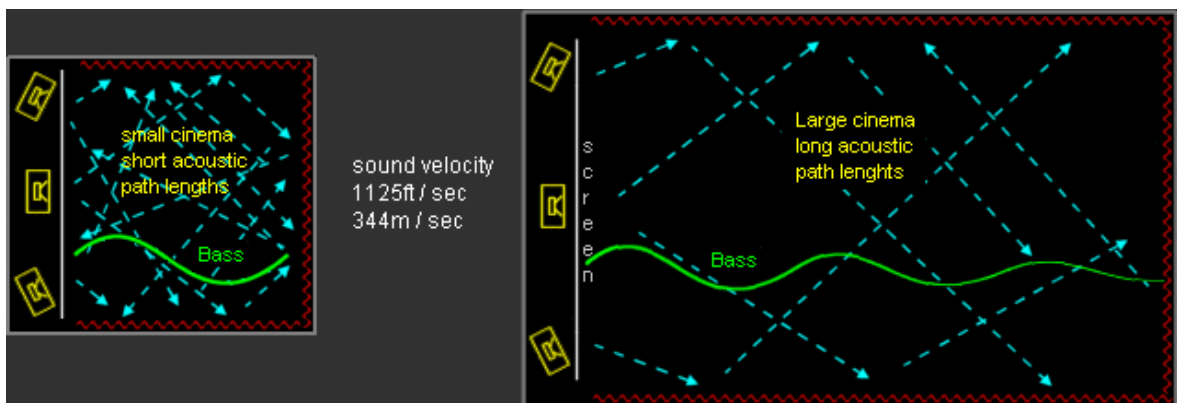 small cinema
short acoustic
path lengths
Bass
sound velocity
1125ft / sec
344m / sec
screen
Large cinema
long acoustic
path lenghts
Bass